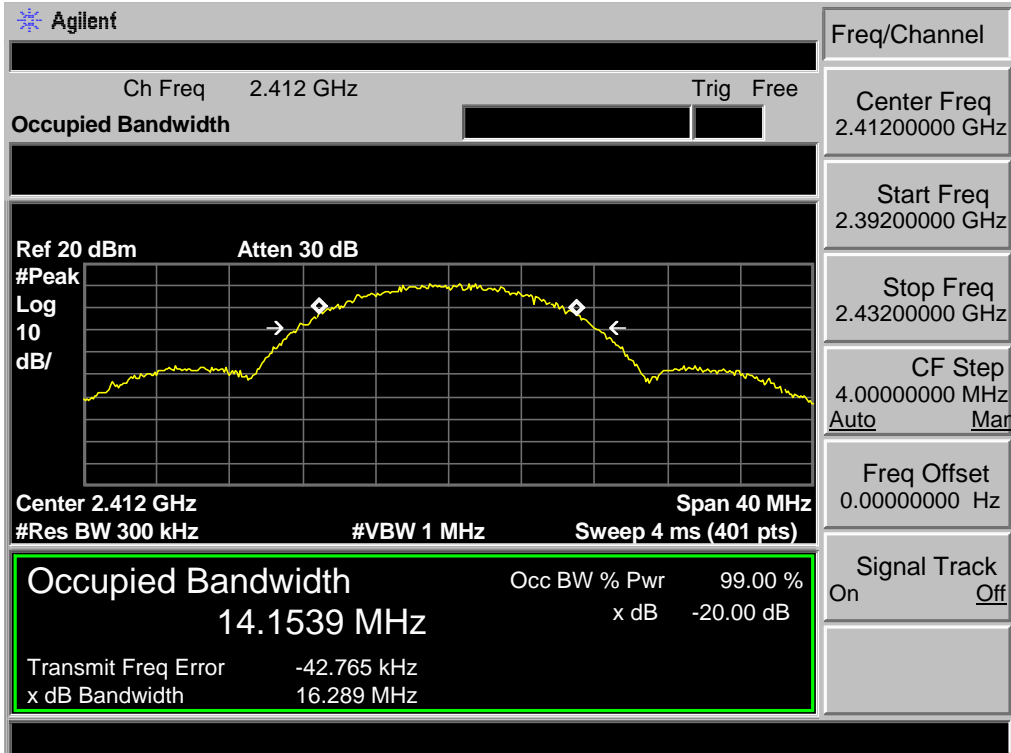 Agilent
Freq/Channel
Ch Freq 2.412 GHz Trig Free
Occupied Bandwidth
Center Freq
2.41200000 GHz
Start Freq
2.39200000 GHz
Stop Freq
2.43200000 GHz
CF Step
4.00000000 MHz
Auto Man
Freq Offset
0.00000000 Hz
Signal Track
On Off
Ref 20 dBm Atten 30 dB
#Peak
Log
10
dB/
Center 2.412 GHz Span 40 MHz
#Res BW 300 kHz #VBW 1 MHz Sweep 4 ms (401 pts)
Occupied Bandwidth
14.1539 MHz
Occ BW % Pwr 99.00 %
x dB -20.00 dB
Transmit Freq Error -42.765 kHz
x dB Bandwidth 16.289 MHz